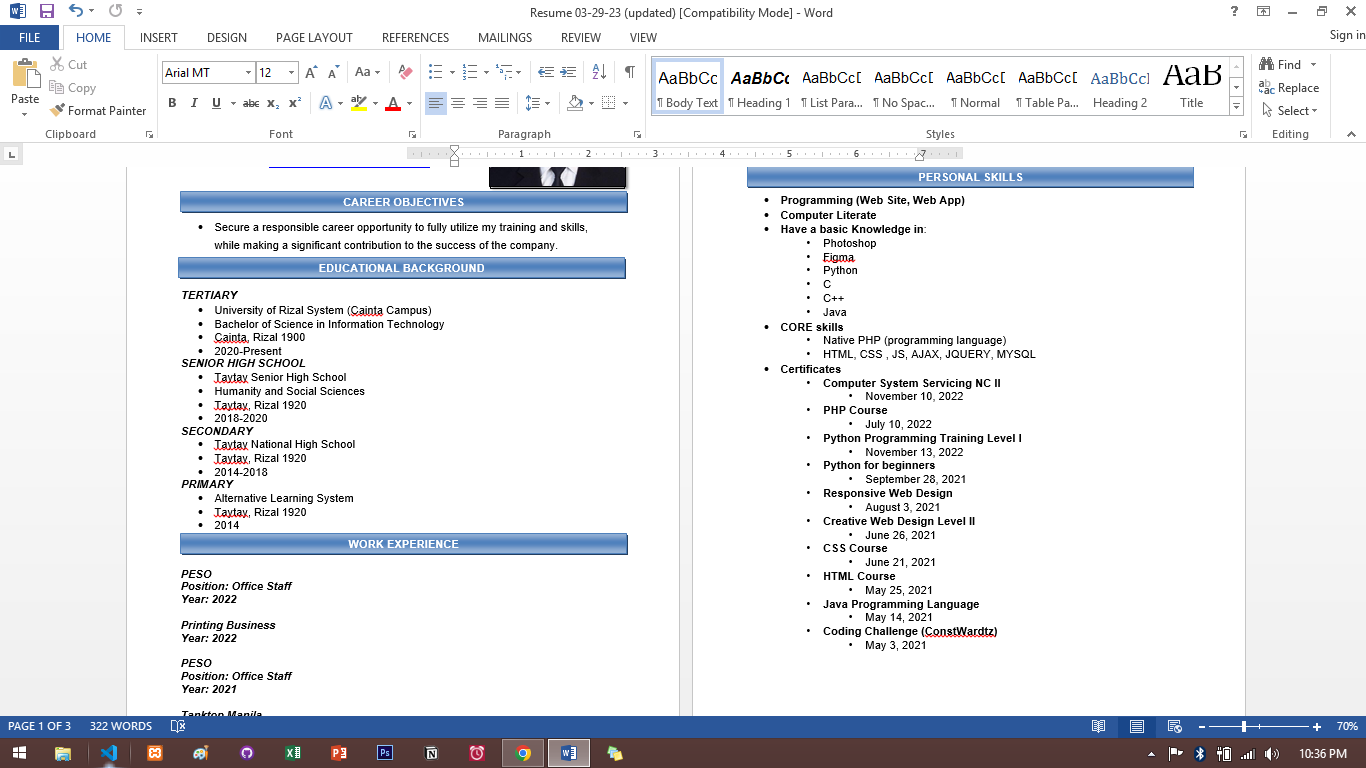 Resume 03-29-23 (updated) [Compatibility Mode] - Word
FILE HOME INSERT DESIGN PAGE LAYOUT REFERENCES MAILINGS REVIEW VIEW Sign in
Paste
Cut
Copy
Format Painter
Clipboard
Arial MT 12
Font
Paragraph
AaBbCc AaBbCc AaBbCcD AaBbCcD AaBbCcD AaBbCcD AaBbCcI AaB
¶ Body Text ¶ Heading 1 ¶ List Para... ¶ No Spac... ¶ Normal ¶ Table Pa... Heading 2 Title
Styles
Find
Replace
Select
Editing
1 2 3 4 5 6 7
CAREER OBJECTIVES
• Secure a responsible career opportunity to fully utilize my training and skills,
while making a significant contribution to the success of the company.
EDUCATIONAL BACKGROUND
TERTIARY
• University of Rizal System (Cainta Campus)
• Bachelor of Science in Information Technology
• Cainta, Rizal 1900
• 2020-Present
SENIOR HIGH SCHOOL
• Taytay Senior High School
• Humanity and Social Sciences
• Taytay, Rizal 1920
• 2018-2020
SECONDARY
• Taytay National High School
• Taytay, Rizal 1920
• 2014-2018
PRIMARY
• Alternative Learning System
• Taytay, Rizal 1920
• 2014
WORK EXPERIENCE
PESO
Position: Office Staff
Year: 2022
Printing Business
Year: 2022
PESO
Position: Office Staff
Year: 2021
Tanktop Manila
PERSONAL SKILLS
• Programming (Web Site, Web App)
• Computer Literate
• Have a basic Knowledge in:
• Photoshop
• Figma
• Python
• C
• C++
• Java
• CORE skills
• Native PHP (programming language)
• HTML, CSS , JS, AJAX, JQUERY, MYSQL
• Certificates
• Computer System Servicing NC II
• November 10, 2022
• PHP Course
• July 10, 2022
• Python Programming Training Level I
• November 13, 2022
• Python for beginners
• September 28, 2021
• Responsive Web Design
• August 3, 2021
• Creative Web Design Level II
• June 26, 2021
• CSS Course
• June 21, 2021
• HTML Course
• May 25, 2021
• Java Programming Language
• May 14, 2021
• Coding Challenge (ConstWardtz)
• May 3, 2021
PAGE 1 OF 3 322 WORDS 70%
10:36 PM